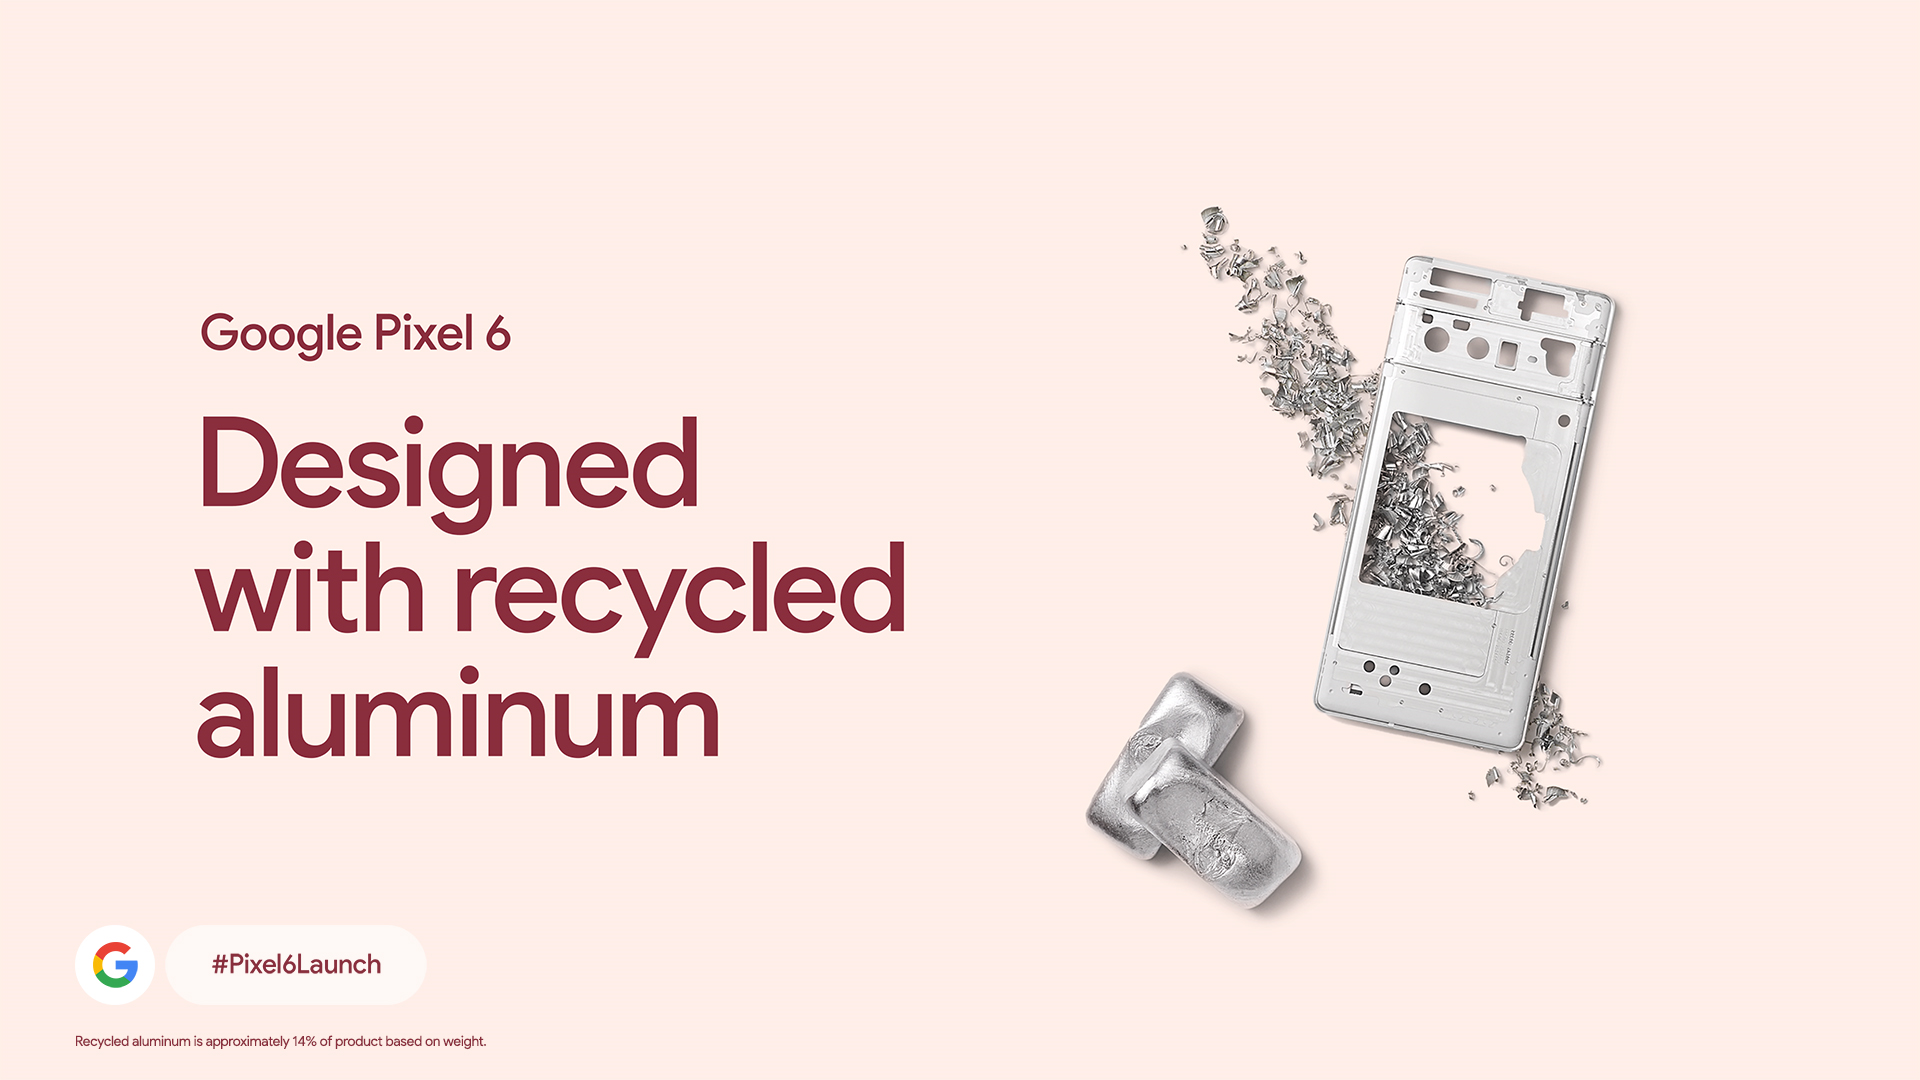 Google Pixel 6
Designed
with recycled
aluminum
#Pixel6Launch
Recycled aluminum is approximately 14% of product based on weight.